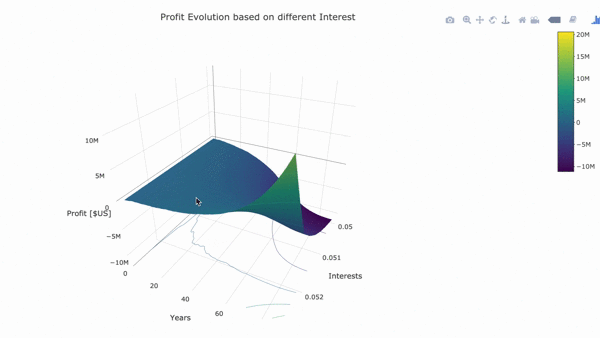 Profit Evolution based on different Interest
20M
15M
10M
5M
0
−5M
−10M
10M
5M
0
Profit [$US]
−5M
−10M
0
20
40
60
Years
0.05
0.051
0.052
Interests